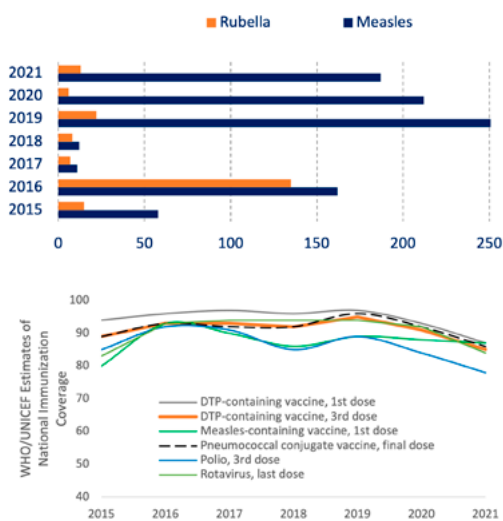 Rubella Measles
2021
2020
2019
2018
2017
2016
2015
0 50 100 150 200 250
WHO/UNICEF Estimates of
National Immunization
Coverage
100
90
80
70
60
50
40
DTP-containing vaccine, 1st dose
DTP-containing vaccine, 3rd dose
Measles-containing vaccine, 1st dose
Pneumococcal conjugate vaccine, final dose
Polio, 3rd dose
Rotavirus, last dose
2015 2016 2017 2018 2019 2020 2021